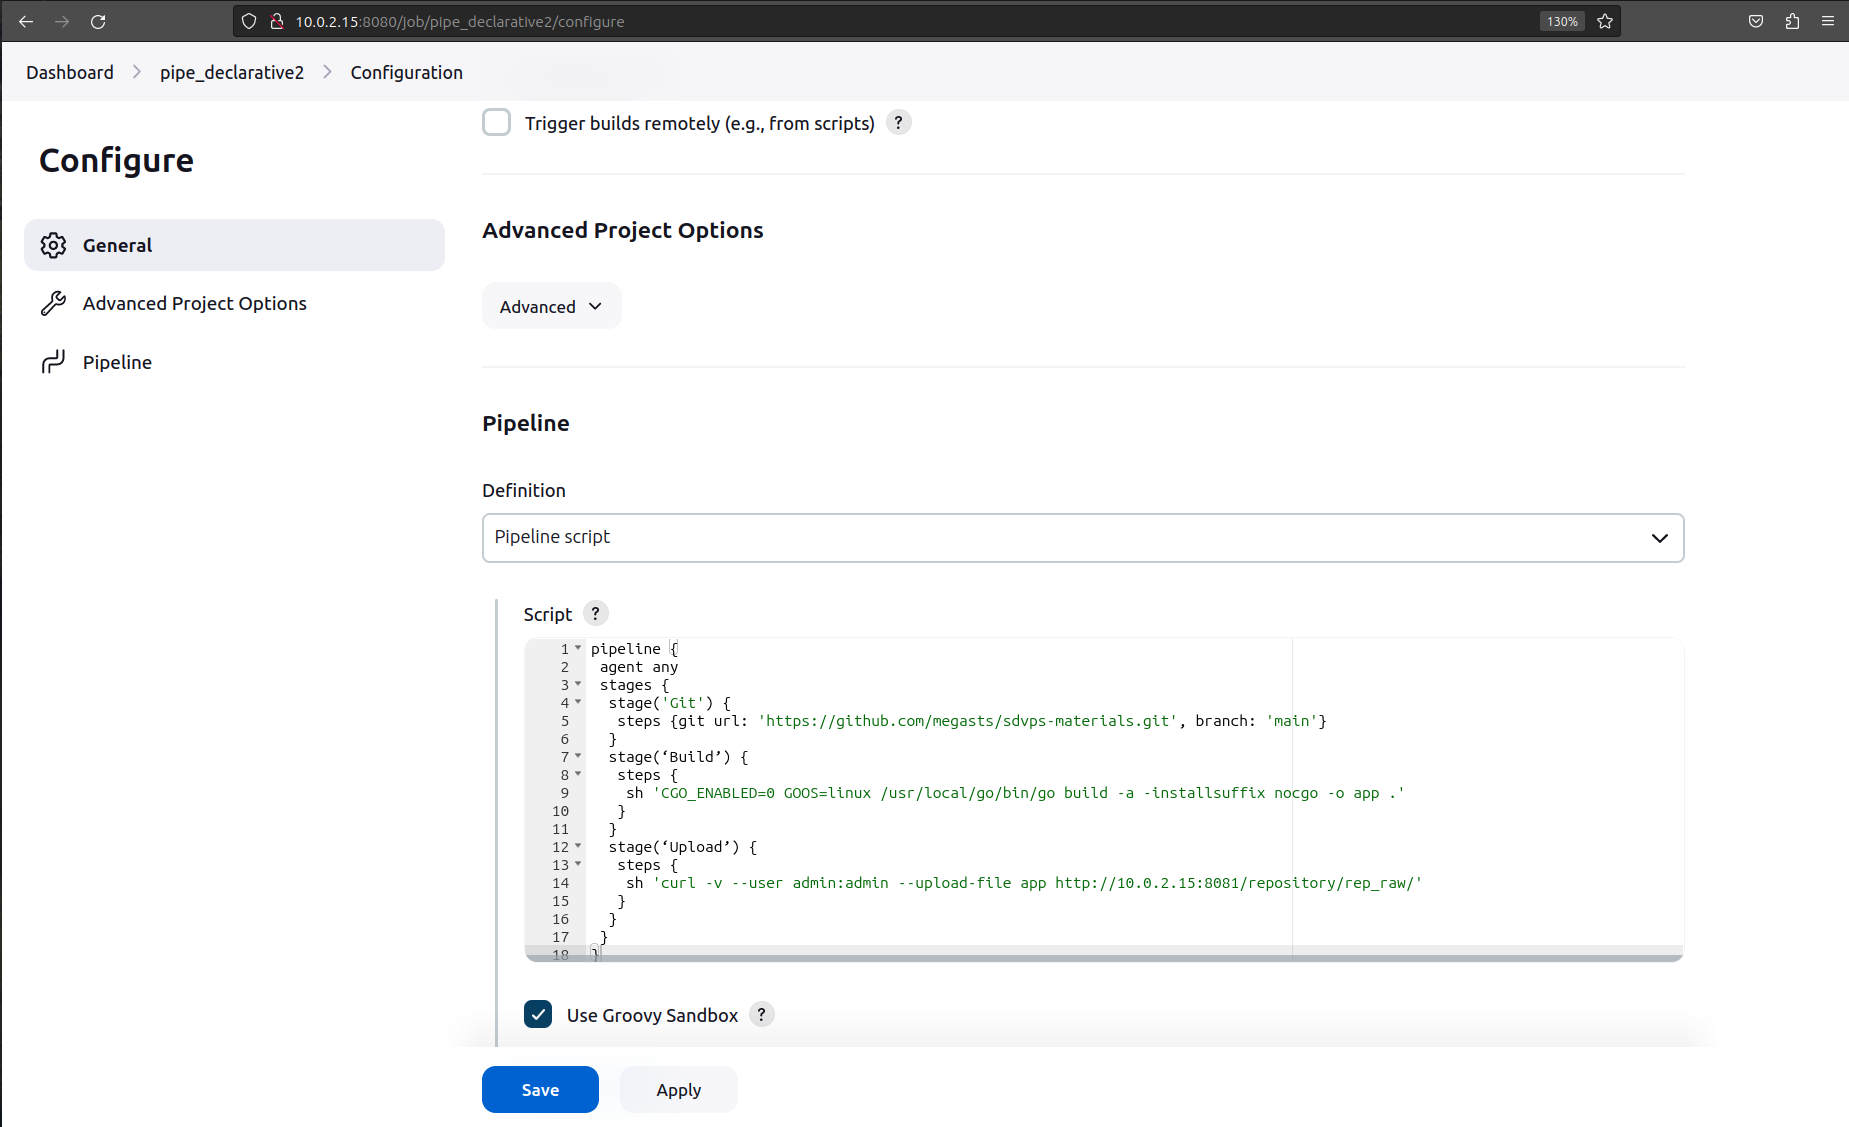 10.0.2.15:8080/job/pipe_declarative2/configure
130%
Dashboard > pipe_declarative2 > Configuration
Configure
General
Advanced Project Options
Pipeline
Trigger builds remotely (e.g., from scripts) ?
Advanced Project Options
Advanced
Pipeline
Definition
Pipeline script
Script ?
1 pipeline {
2 agent any
3 stages {
4 stage('Git') {
5 steps {git url: 'https://github.com/megasts/sdvps-materials.git', branch: 'main'}
6 }
7 stage(‘Build’) {
8 steps {
9 sh 'CGO_ENABLED=0 GOOS=linux /usr/local/go/bin/go build -a -installsuffix nocgo -o app .'
10 }
11 }
12 stage(‘Upload’) {
13 steps {
14 sh 'curl -v --user admin:admin --upload-file app http://10.0.2.15:8081/repository/rep_raw/'
15 }
16 }
17 }
18 }
Use Groovy Sandbox ?
Save
Apply